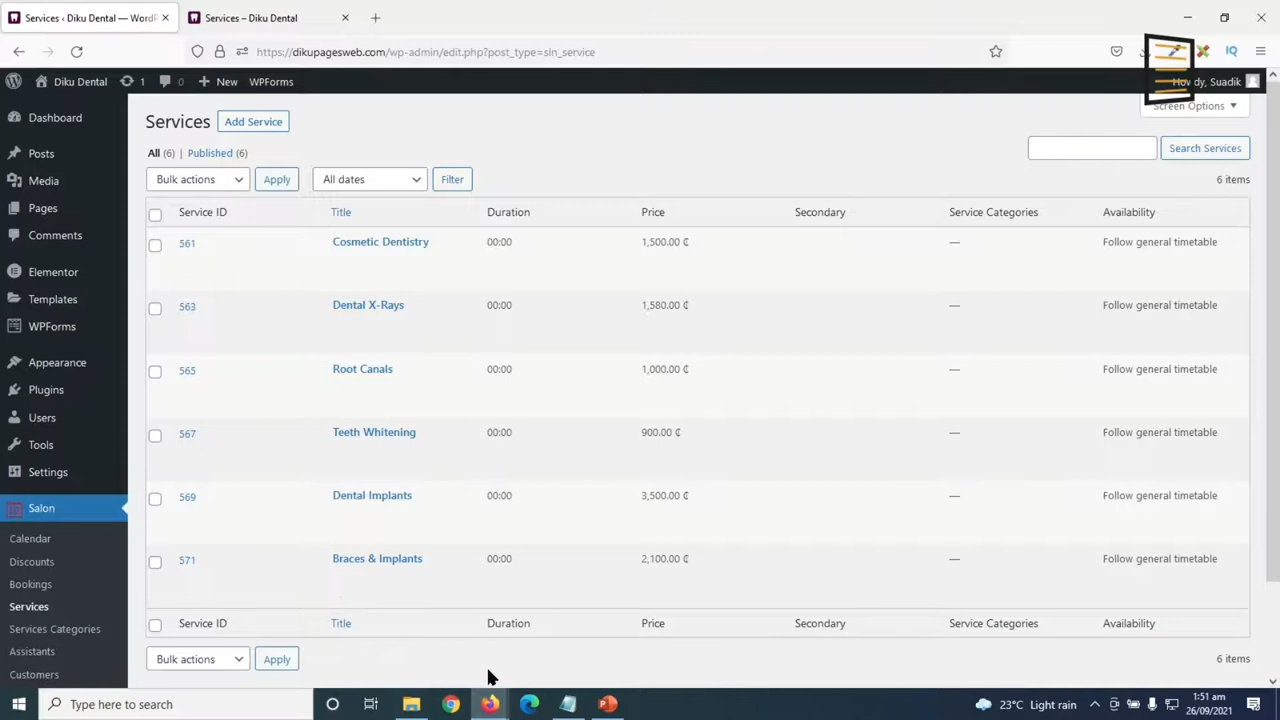 Services ‹ Diku Dental — WordP
Services – Diku Dental
https://dikupagesweb.com/wp-admin/edit.php?post_type=sln_service
IQ
Diku Dental
1
0
New
WPForms
Howdy, Suadik
Screen Options
Dashboard
Posts
Media
Pages
Comments
Elementor
Templates
WPForms
Appearance
Plugins
Users
Tools
Settings
Salon
Calendar
Discounts
Bookings
Services
Services Categories
Assistants
Customers
Services Add Service
All (6) | Published (6)
Search Services
Bulk actions Apply All dates Filter 6 items
Service ID Title Duration Price Secondary Service Categories Availability
561 Cosmetic Dentistry 00:00 1,500.00 ₵ — Follow general timetable
563 Dental X-Rays 00:00 1,580.00 ₵ — Follow general timetable
565 Root Canals 00:00 1,000.00 ₵ — Follow general timetable
567 Teeth Whitening 00:00 900.00 ₵ — Follow general timetable
569 Dental Implants 00:00 3,500.00 ₵ — Follow general timetable
571 Braces & Implants 00:00 2,100.00 ₵ — Follow general timetable
Service ID Title Duration Price Secondary Service Categories Availability
Bulk actions Apply 6 items
Type here to search
23°C Light rain
1:51 am
26/09/2021